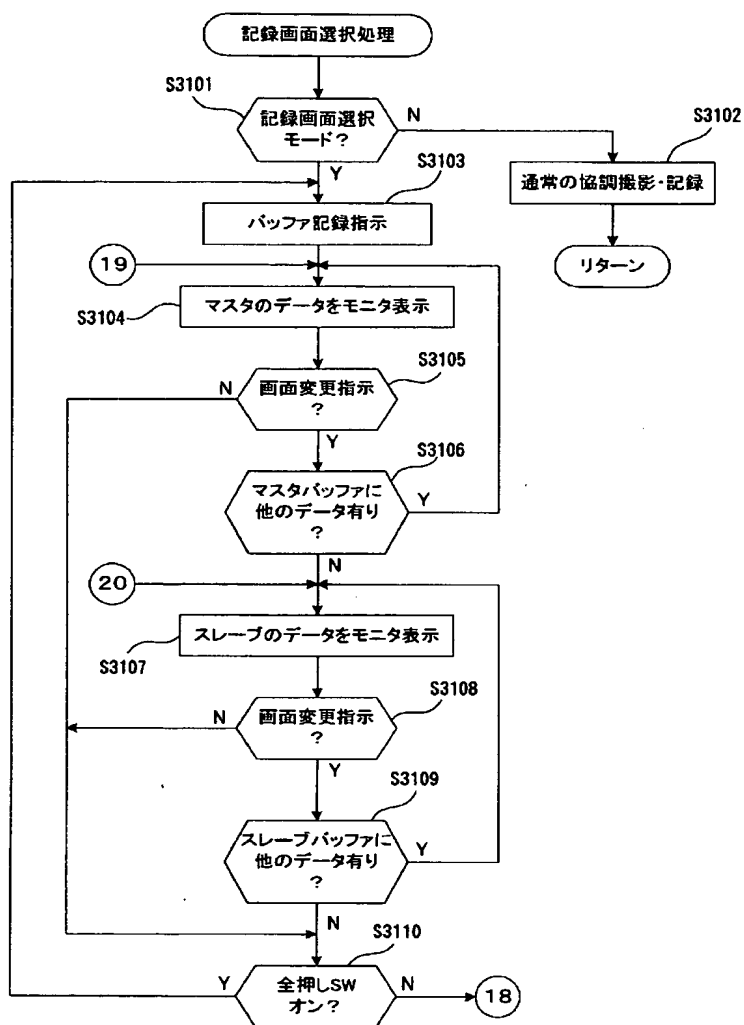 記録画面選択処理
S3101
記録画面選択
モード?
N
S3102
Y
通常の協調撮影・記録
リターン
S3103
バッファ記録指示
19
マスタのデータをモニタ表示
S3104
S3105
N
画面変更指示
?
Y
S3106
マスタバッファに
他のデータ有り
?
Y
N
20
スレーブのデータをモニタ表示
S3107
S3108
N
画面変更指示
?
Y
S3109
スレーブバッファに
他のデータ有り
?
Y
N
S3110
Y
全押しSW
オン?
N
18